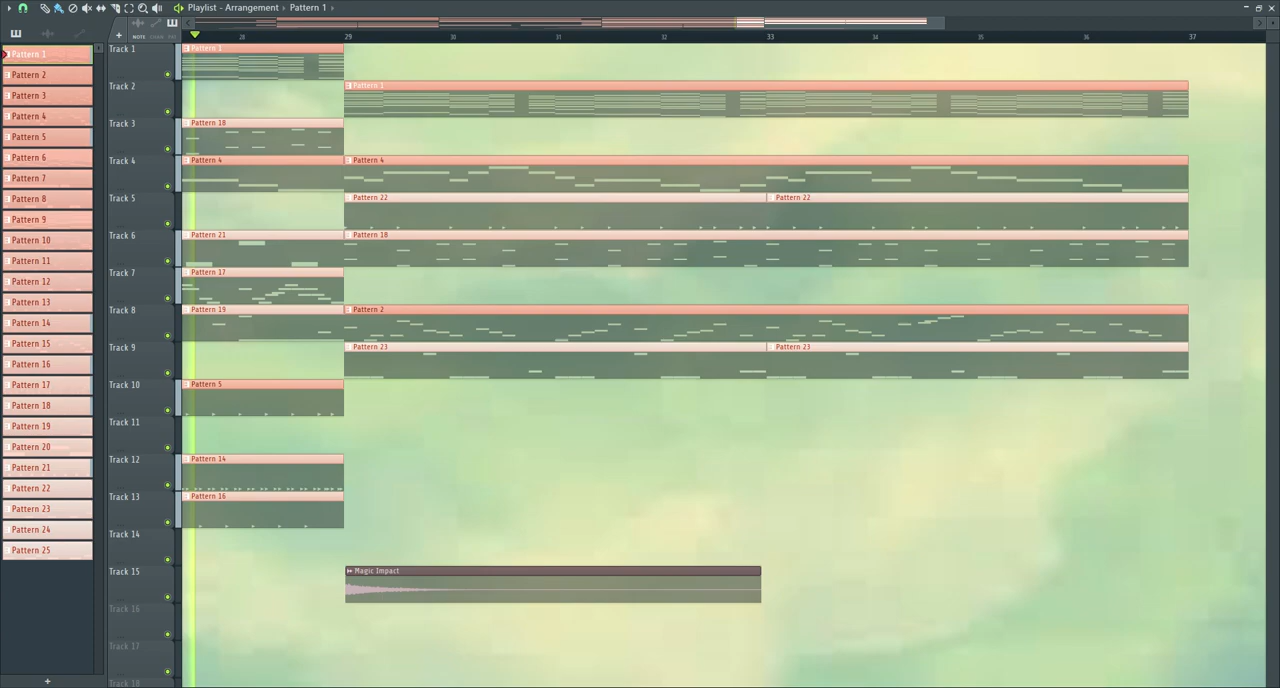 Playlist - Arrangement › Pattern 1 ›
NOTE CHAN PAT
28 29 30 31 32 33 34 35 36 37
Pattern 1
Pattern 2
Pattern 3
Pattern 4
Pattern 5
Pattern 6
Pattern 7
Pattern 8
Pattern 9
Pattern 10
Pattern 11
Pattern 12
Pattern 13
Pattern 14
Pattern 15
Pattern 16
Pattern 17
Pattern 18
Pattern 19
Pattern 20
Pattern 21
Pattern 22
Pattern 23
Pattern 24
Pattern 25
+
Track 1 Pattern 1
Track 2 Pattern 1
Track 3 Pattern 18
Track 4 Pattern 4 Pattern 4
Track 5 Pattern 22 Pattern 22
Track 6 Pattern 21 Pattern 18
Track 7 Pattern 17
Track 8 Pattern 19 Pattern 2
Track 9 Pattern 23 Pattern 23
Track 10 Pattern 5
Track 11
Track 12 Pattern 14
Track 13 Pattern 16
Track 14
Track 15 Magic Impact
Track 16
Track 17
Track 18